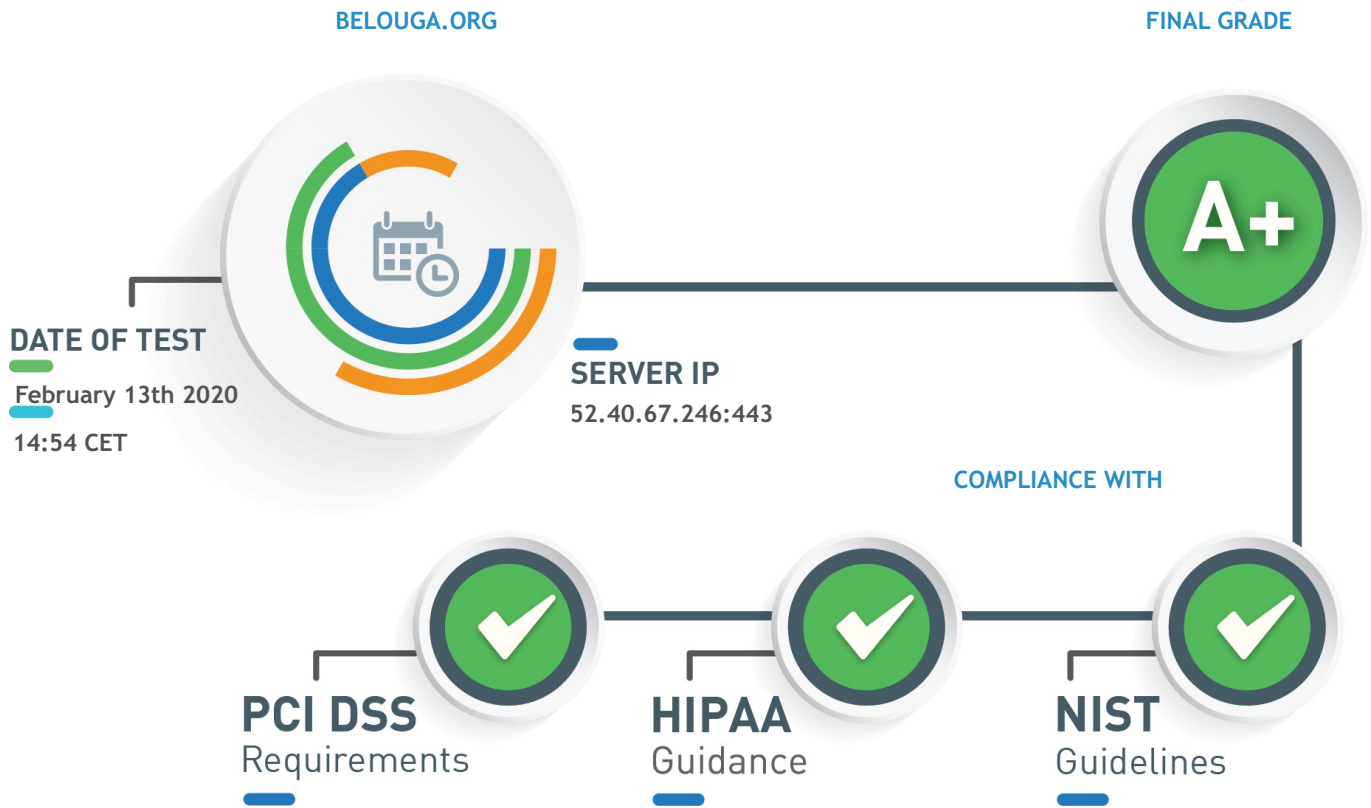 BELOUGA.ORG
FINAL GRADE
A+
DATE OF TEST
February 13th 2020
14:54 CET
SERVER IP
52.40.67.246:443
COMPLIANCE WITH
PCI DSS
Requirements
HIPAA
Guidance
NIST
Guidelines